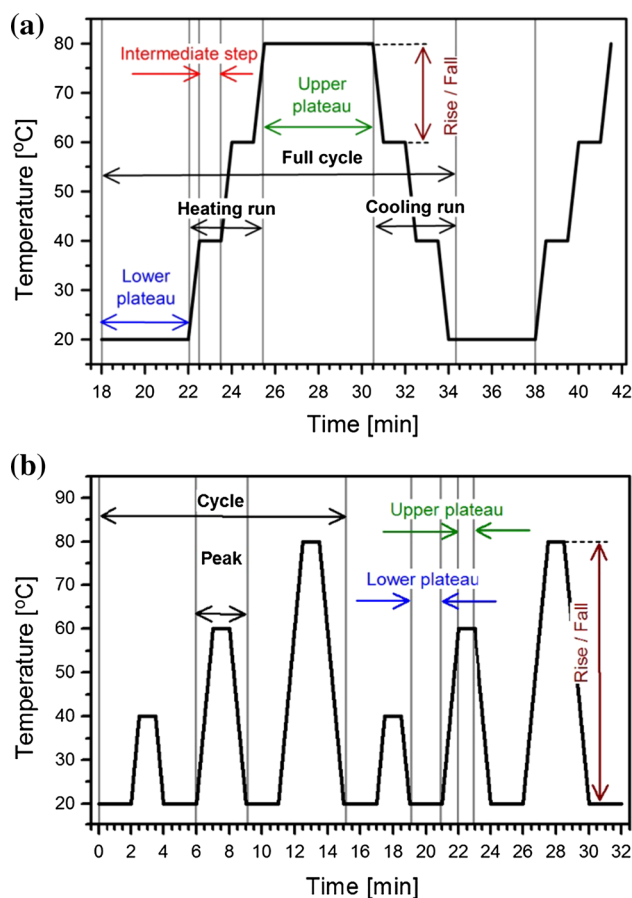 (a)
80
70
60
50
40
30
20
Temperature [°C]
Intermediate step
Upper
plateau
Rise / Fall
Full cycle
Heating run
Cooling run
Lower
plateau
18 20 22 24 26 28 30 32 34 36 38 40 42
Time [min]
(b)
90
80
70
60
50
40
30
20
Temperature [°C]
Cycle
Upper plateau
Peak
Lower plateau
Rise / Fall
0 2 4 6 8 10 12 14 16 18 20 22 24 26 28 30 32
Time [min]